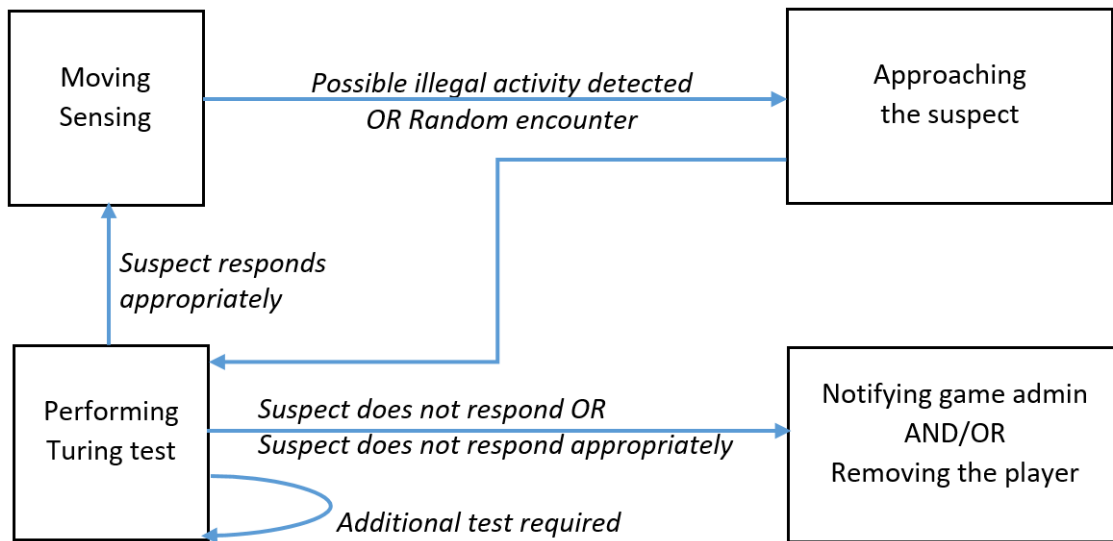 Moving
Sensing
Possible illegal activity detected
OR Random encounter
Approaching
the suspect
Suspect responds
appropriately
Performing
Turing test
Suspect does not respond OR
Suspect does not respond appropriately
Additional test required
Notifying game admin
AND/OR
Removing the player